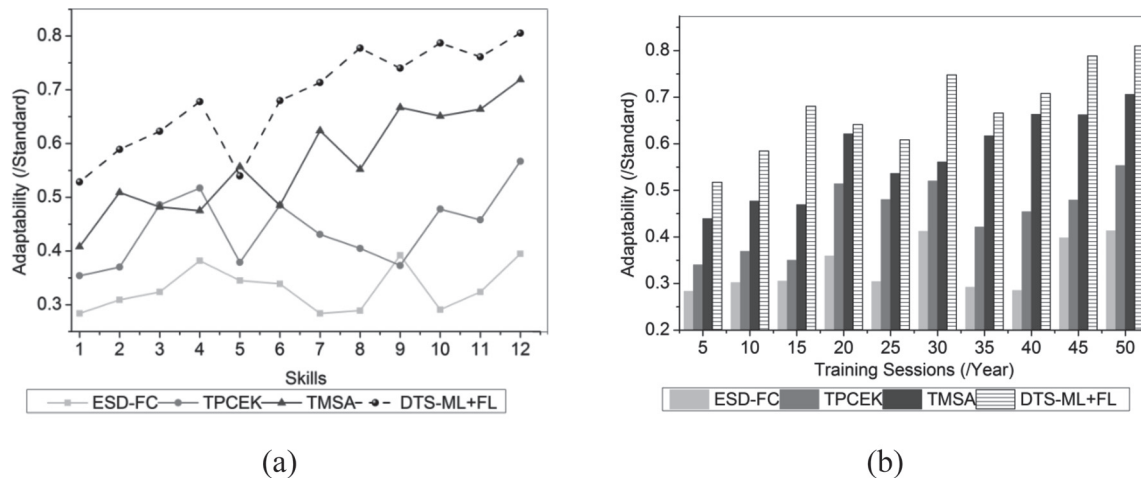 0.8
0.7
0.6
0.5
0.4
0.3
Adaptability (/Standard)
1 2 3 4 5 6 7 8 9 10 11 12
Skills
ESD-FC TPCEK TMSA DTS-ML+FL
(a)
0.8
0.7
0.6
0.5
0.4
0.3
0.2
Adaptability (/Standard)
5 10 15 20 25 30 35 40 45 50
Training Sessions (/Year)
ESD-FC TPCEK TMSA DTS-ML+FL
(b)